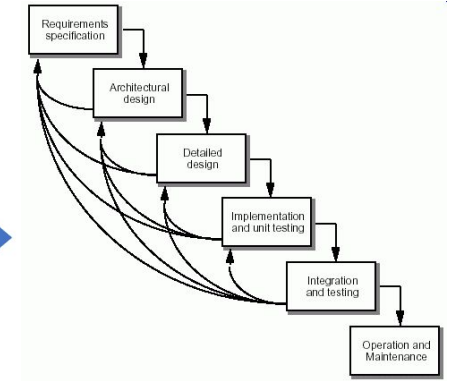 Requirements
specification
Architectural
design
Detailed
design
Implementation
and unit testing
Integration
and testing
Operation and
Maintenance